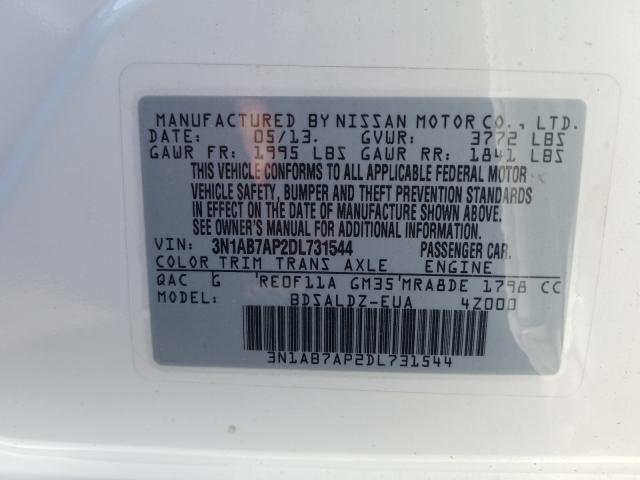 MANUFACTURED BY NISSAN MOTOR CO., LTD.
DATE: 05/13. GVWR: 3772 LBS
GAWR FR: 1995 LBS GAWR RR: 1841 LBS
THIS VEHICLE CONFORMS TO ALL APPLICABLE FEDERAL MOTOR
VEHICLE SAFETY, BUMPER AND THEFT PREVENTION STANDARDS
IN EFFECT ON THE DATE OF MANUFACTURE SHOWN ABOVE.
SEE OWNER'S MANUAL FOR ADDITIONAL INFORMATION.
VIN: 3N1AB7AP2DL731544 PASSENGER CAR.
COLOR TRIM TRANS AXLE ENGINE
QAC G RE0F11A GM35 MRA8DE 1798 CC
MODEL: BDSALDZ-EUA 4Z000
3N1AB7AP2DL731544